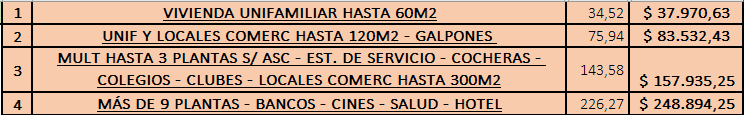 1 VIVIENDA UNIFAMILIAR HASTA 60M2 34,52 $ 37.970,63
2 UNIF Y LOCALES COMERC HASTA 120M2 - GALPONES 75,94 $ 83.532,43
3 MULT HASTA 3 PLANTAS S/ ASC - EST. DE SERVICIO - COCHERAS -
COLEGIOS - CLUBES - LOCALES COMERC HASTA 300M2 143,58 $ 157.935,25
4 MÁS DE 9 PLANTAS - BANCOS - CINES - SALUD - HOTEL 226,27 $ 248.894,25